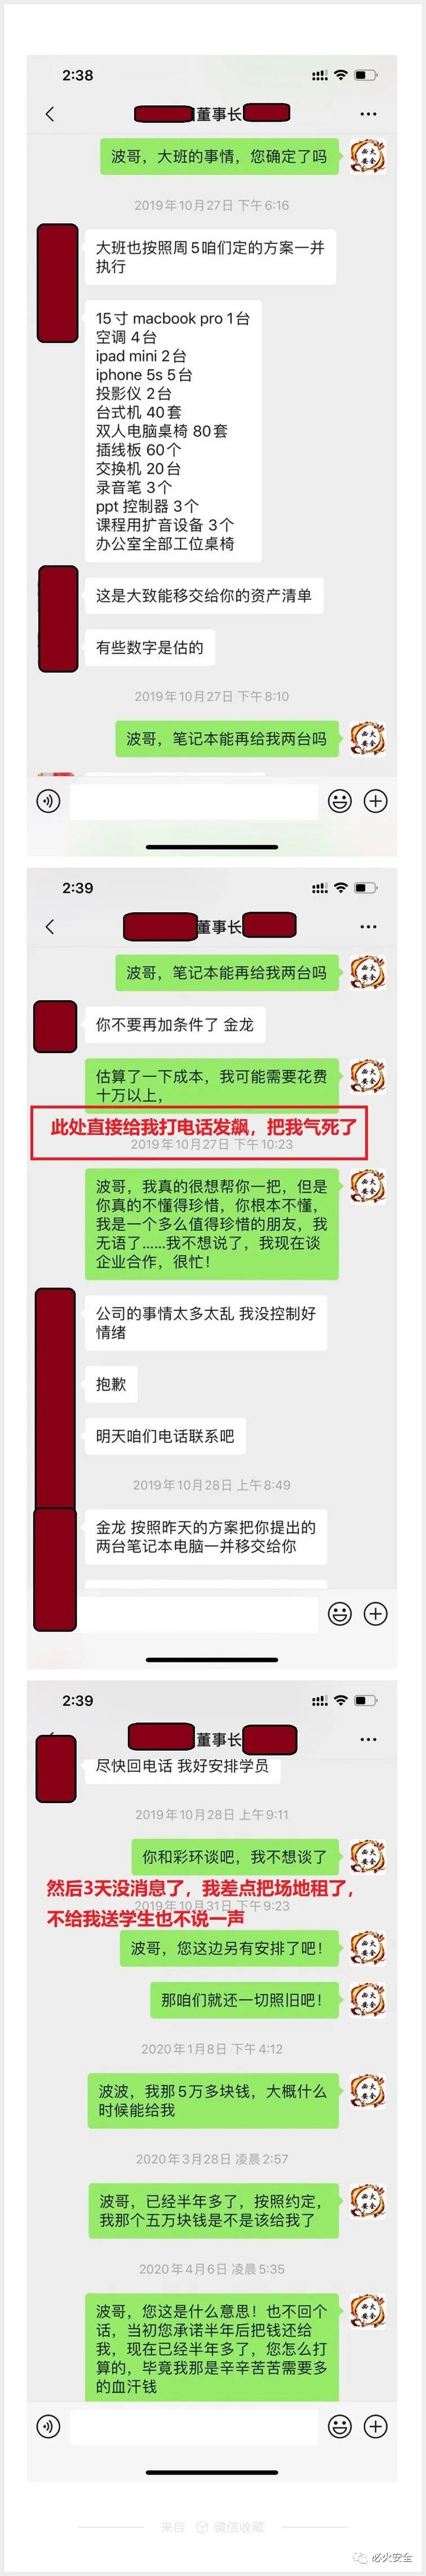 2:38
董事长
波哥，大班的事情，您确定了吗
2019年10月27日 下午6:16
大班也按照周5咱们定的方案一并
执行
15寸 macbook pro 1台
空调 4台
ipad mini 2台
iphone 5s 5台
投影仪 2台
台式机 40套
双人电脑桌椅 80套
插线板 60个
交换机 20台
录音笔 3个
ppt 控制器 3个
课程用扩音设备 3个
办公室全部工位桌椅
这是大致能移交给你的资产清单
有些数字是估的
2019年10月27日 下午8:10
波哥，笔记本能再给我两台吗
2:39
董事长
波哥，笔记本能再给我两台吗
你不要再加条件了 金龙
估算了一下成本，我可能需要花费
十万以上，
此处直接给我打电话发飙，把我气死了
2019年10月27日 下午10:23
波哥，我真的很想帮你一把，但是
你真的不懂得珍惜，你根本不懂，
我是一个多么值得珍惜的朋友，我
无语了......我不想说了，我现在谈
企业合作，很忙！
公司的事情太多太乱 我没控制好
情绪
抱歉
明天咱们电话联系吧
2019年10月28日 上午8:49
金龙 按照昨天的方案把你提出的
两台笔记本电脑一并移交给你
2:39
董事长
尽快回电话 我好安排学员
2019年10月28日 上午9:11
你和彩环谈吧，我不想谈了
然后3天没消息了，我差点把场地租了，
2019年10月31日 下午9:23
不给我送学生也不说一声
波哥，您这边另有安排了吧！
那咱们就还一切照旧吧！
2020年1月8日 下午4:12
波波，我那5万多块钱，大概什么
时候能给我
2020年3月28日 凌晨2:57
波哥，已经半年多了，按照约定，
我那个五万块钱是不是该给我了
2020年4月6日 凌晨5:35
波哥，您这是什么意思！也不回个
话，当初您承诺半年后把钱还给
我，现在已经半年多了，您怎么打
算的，毕竟我那是辛辛苦苦需要多
的血汗钱
来自 微信收藏
必火安全